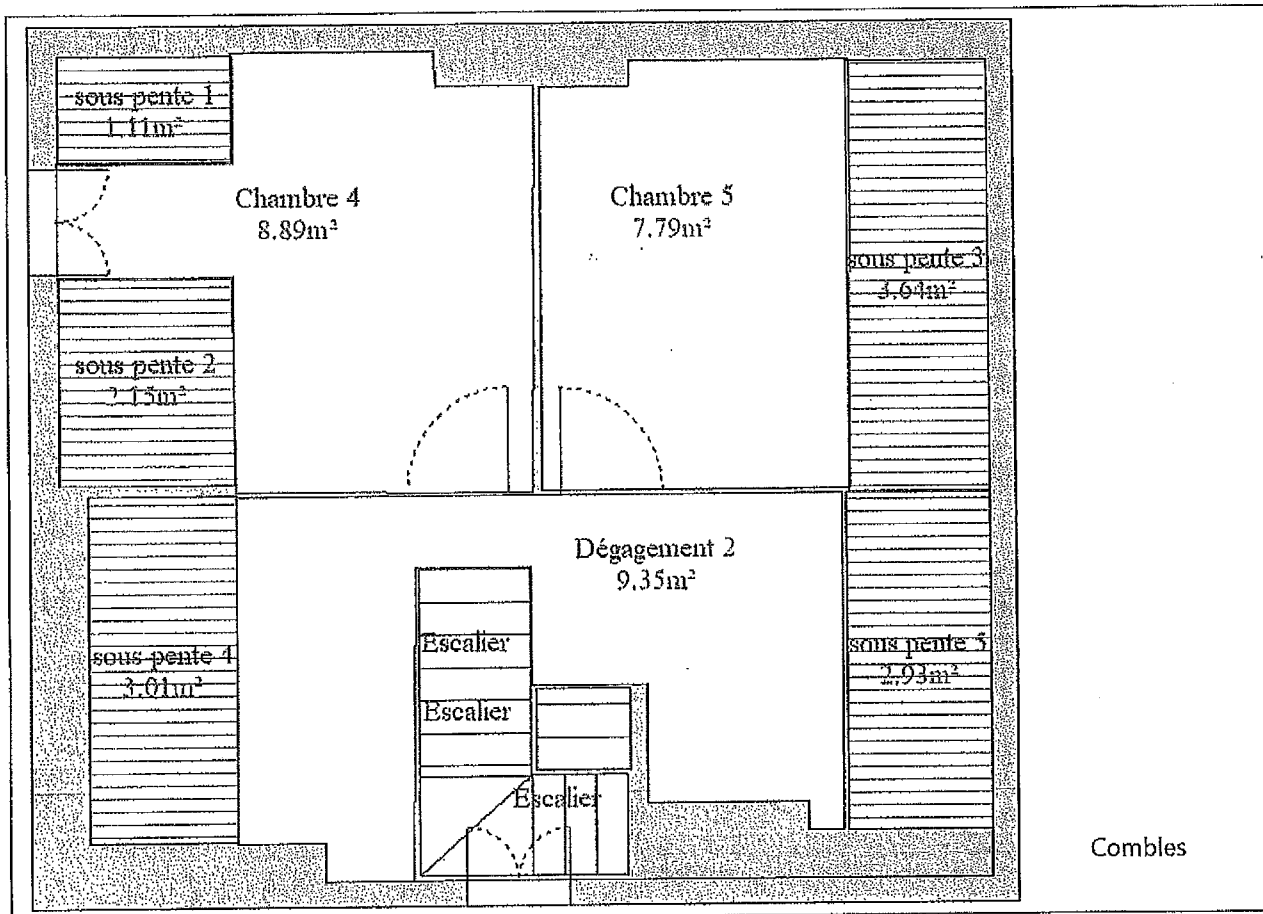 sous pente 1
1.11m²
Chambre 4
8.89m²
Chambre 5
7.79m²
sous pente 3
3.64m²
sous pente 2
2.15m²
Dégagement 2
9.35m²
Escalier
sous pente 4
3.01m²
sous pente 5
2.93m²
Escalier
Escalier
Combles